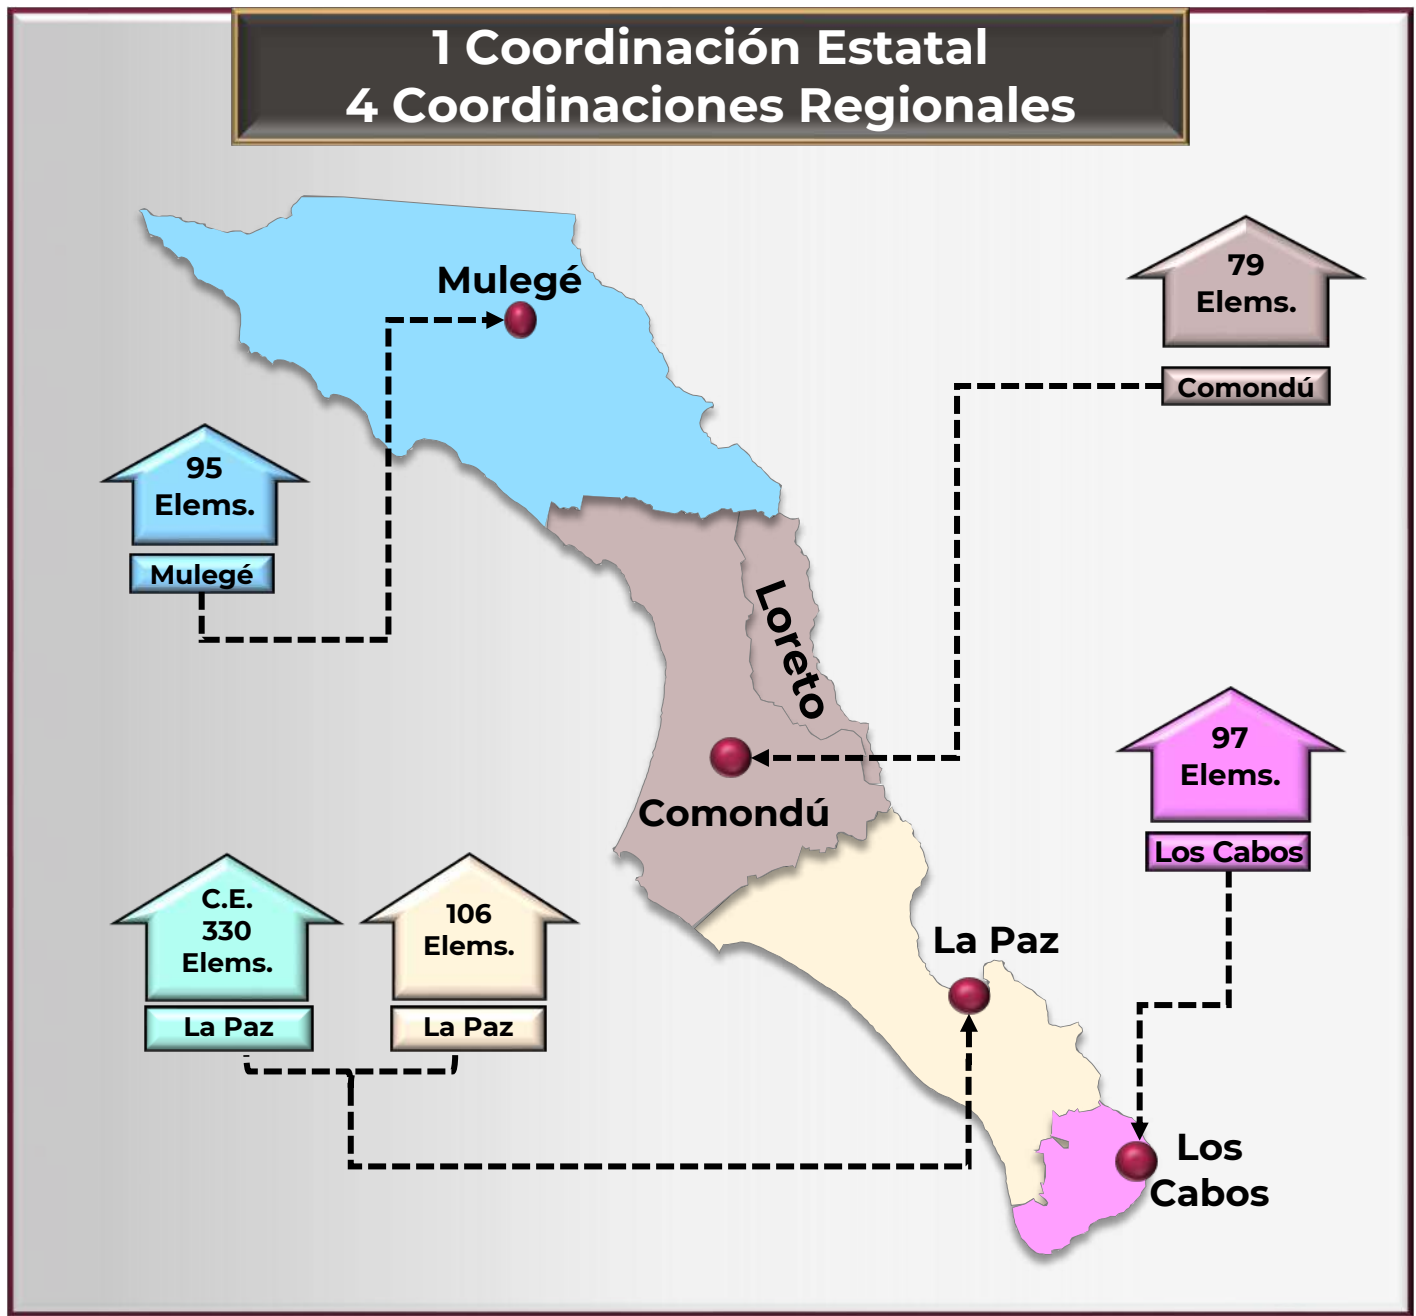 1 Coordinación Estatal
4 Coordinaciones Regionales
Mulegé
79
Elems.
Comondú
95
Elems.
Mulegé
Loreto
Comondú
97
Elems.
Los Cabos
C.E.
330
Elems.
La Paz
106
Elems.
La Paz
La Paz
Los
Cabos